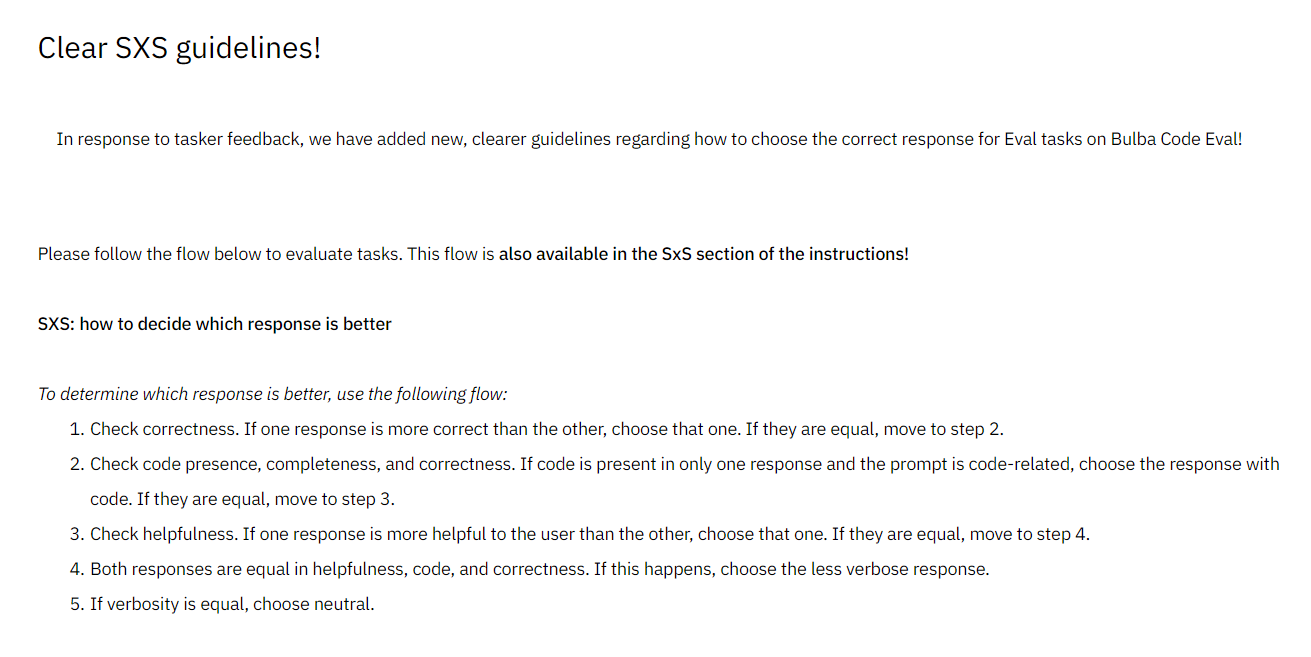 Clear SXS guidelines!
In response to tasker feedback, we have added new, clearer guidelines regarding how to choose the correct response for Eval tasks on Bulba Code Eval!
Please follow the flow below to evaluate tasks. This flow is also available in the SxS section of the instructions!
SXS: how to decide which response is better
To determine which response is better, use the following flow:
1. Check correctness. If one response is more correct than the other, choose that one. If they are equal, move to step 2.
2. Check code presence, completeness, and correctness. If code is present in only one response and the prompt is code-related, choose the response with
code. If they are equal, move to step 3.
3. Check helpfulness. If one response is more helpful to the user than the other, choose that one. If they are equal, move to step 4.
4. Both responses are equal in helpfulness, code, and correctness. If this happens, choose the less verbose response.
5. If verbosity is equal, choose neutral.